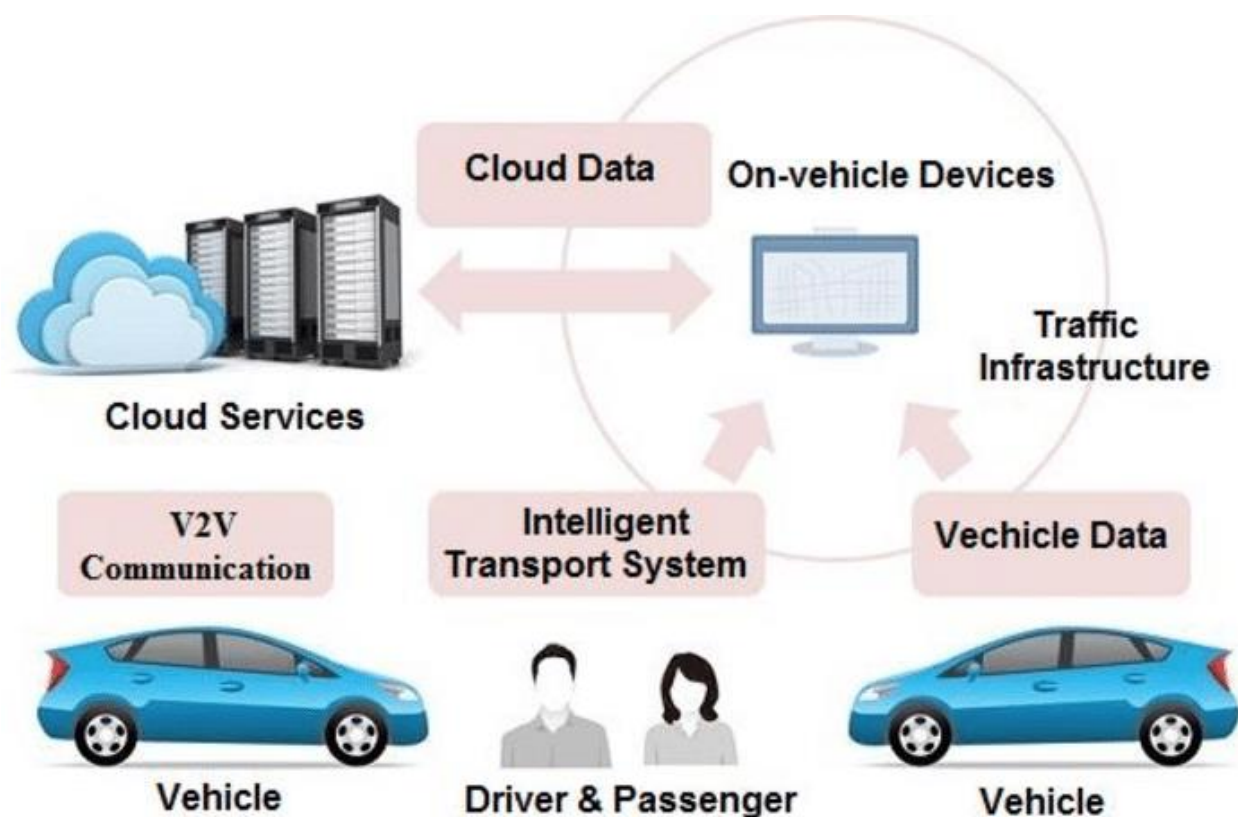 Cloud Data
On-vehicle Devices
Traffic
Infrastructure
Cloud Services
V2V
Communication
Intelligent
Transport System
Vechicle Data
Vehicle
Driver & Passenger
Vehicle